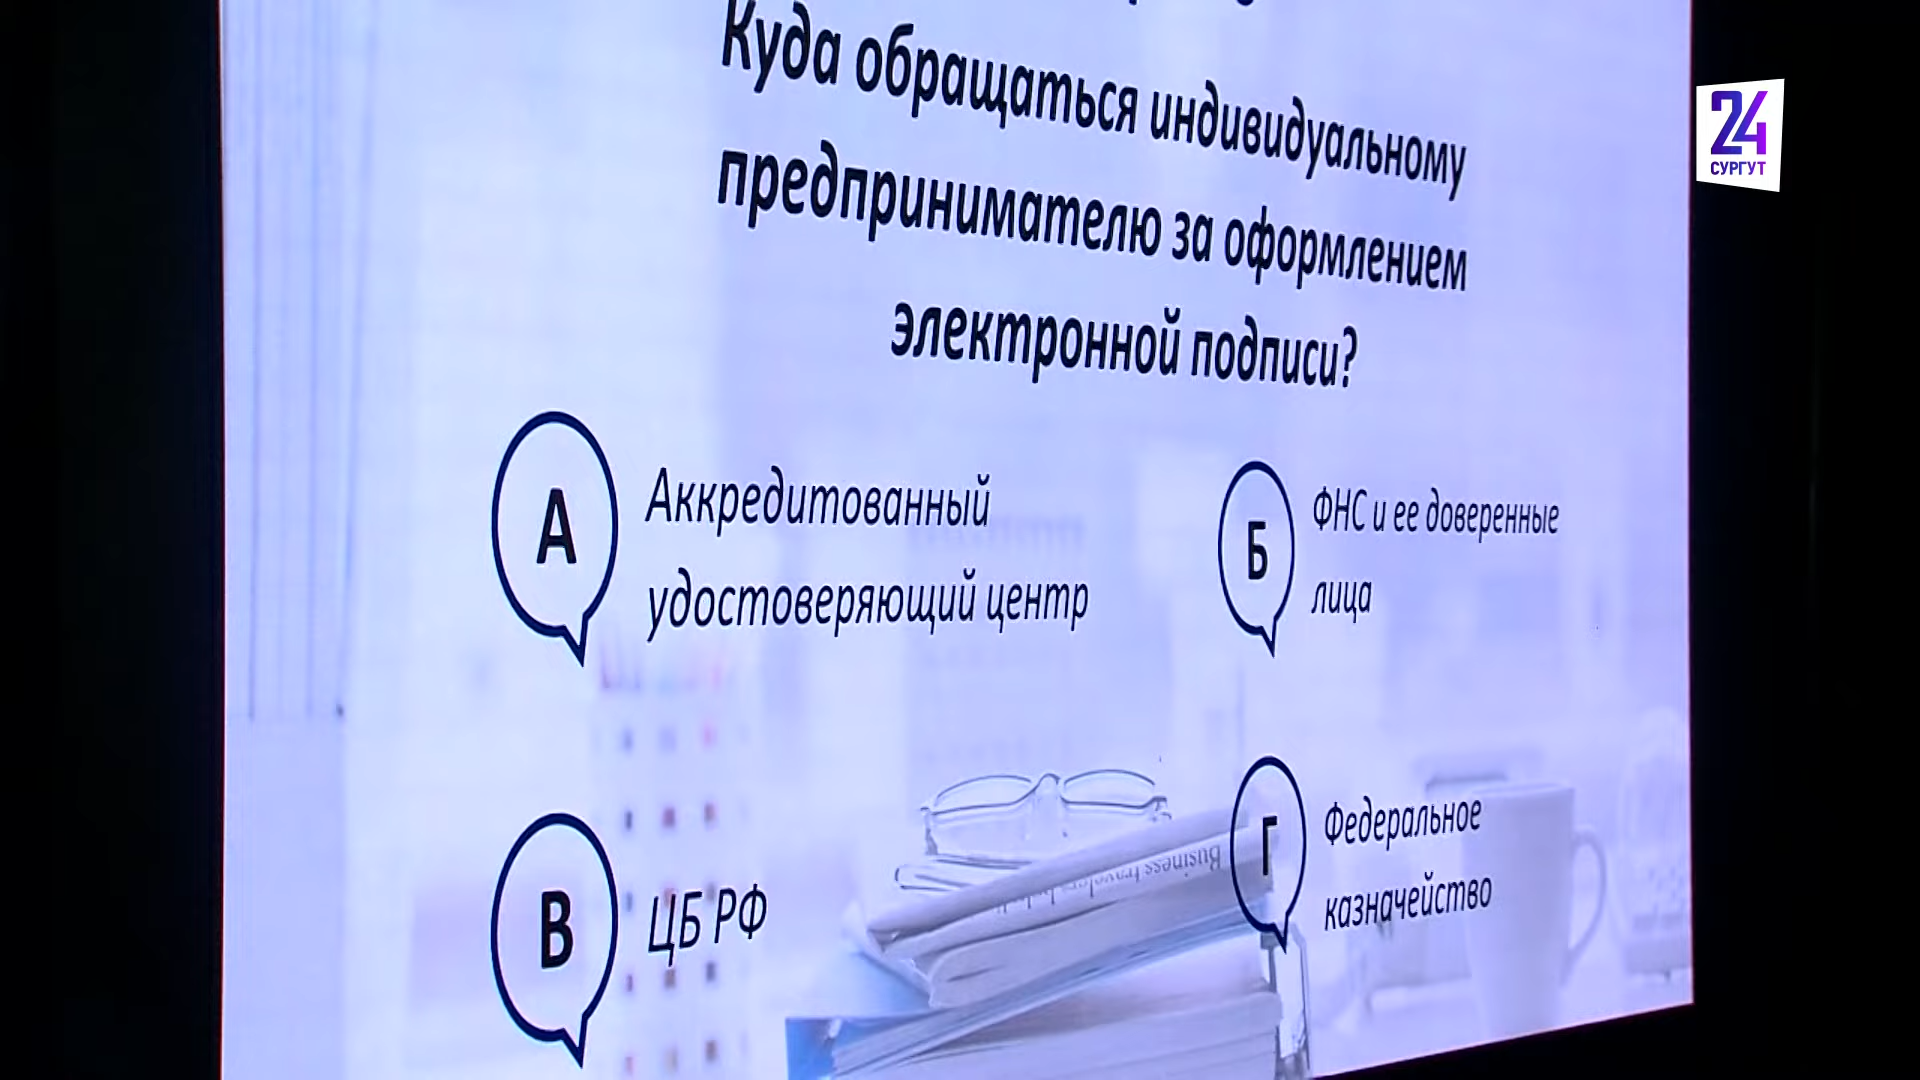 Куда обращаться индивидуальному
предпринимателю за оформлением
электронной подписи?
А
Аккредитованный
удостоверяющий центр
Б
ФНС и ее доверенные
лица
В
ЦБ РФ
Г
Федеральное
казначейство
Business
24
СУРГУТ